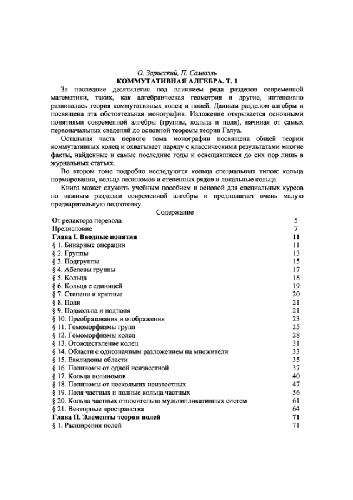 О. Зарисский, П. Самюэль
КОММУТАТИВНАЯ АЛГЕБРА. Т. 1
За последние десятилетия под влиянием ряда разделов современной
математики, таких, как алгебраическая геометрия и другие, интенсивно
развивалась теория коммутативных колец и полей. Данным разделам алгебры и
посвящена эта обстоятельная монография. Изложение открывается основными
понятиями современной алгебры (группы, кольца и поля), начиная от самых
первоначальных сведений до основной теоремы теории Галуа.
Остальная часть первого тома монографии посвящена общей теории
коммутативных колец и охватывает наряду с классическими результатами многие
факты, найденные в самые последние годы и освещавшиеся до сих пор лишь в
журнальных статьях.
Во втором томе подробно исследуются кольца специальных типов: кольца
нормирования, кольца полиномов и степенных рядов и локальные кольца.
Книга может служить учебным пособием и основой для специальных курсов
по важным разделам современной алгебры и предполагает очень малую
предварительную подготовку.
Содержание
От редактора перевода 5
Предисловие 7
Глава I. Вводные понятия 11
§ 1. Бинарные операции 11
§ 2. Группы 13
§ 3. Подгруппы 15
§ 4. Абелевы группы 17
§ 5. Кольца 18
§ 6. Кольца с единицей 19
§ 7. Степени и кратные 20
§ 8. Поля 21
§ 9. Подкольца и подполя 21
§ 10. Преобразования и отображения 23
§ 11. Гомоморфизмы групп 25
§ 12. Гомоморфизмы колец 28
§ 13. Отождествление колец 31
§ 14. Области с однозначным разложением на множители 33
§ 15. Евклидовы области 35
§ 16. Полиномы от одной неизвестной 37
§ 17. Кольца полиномов 40
§ 18. Полиномы от нескольких неизвестных 47
§ 19. Поля частных и полные кольца частных 56
§ 20. Кольца частных относительно мультипликативных систем 61
§ 21. Векторные пространства 64
Глава II. Элементы теории полей 71
§ 1. Расширения полей 71